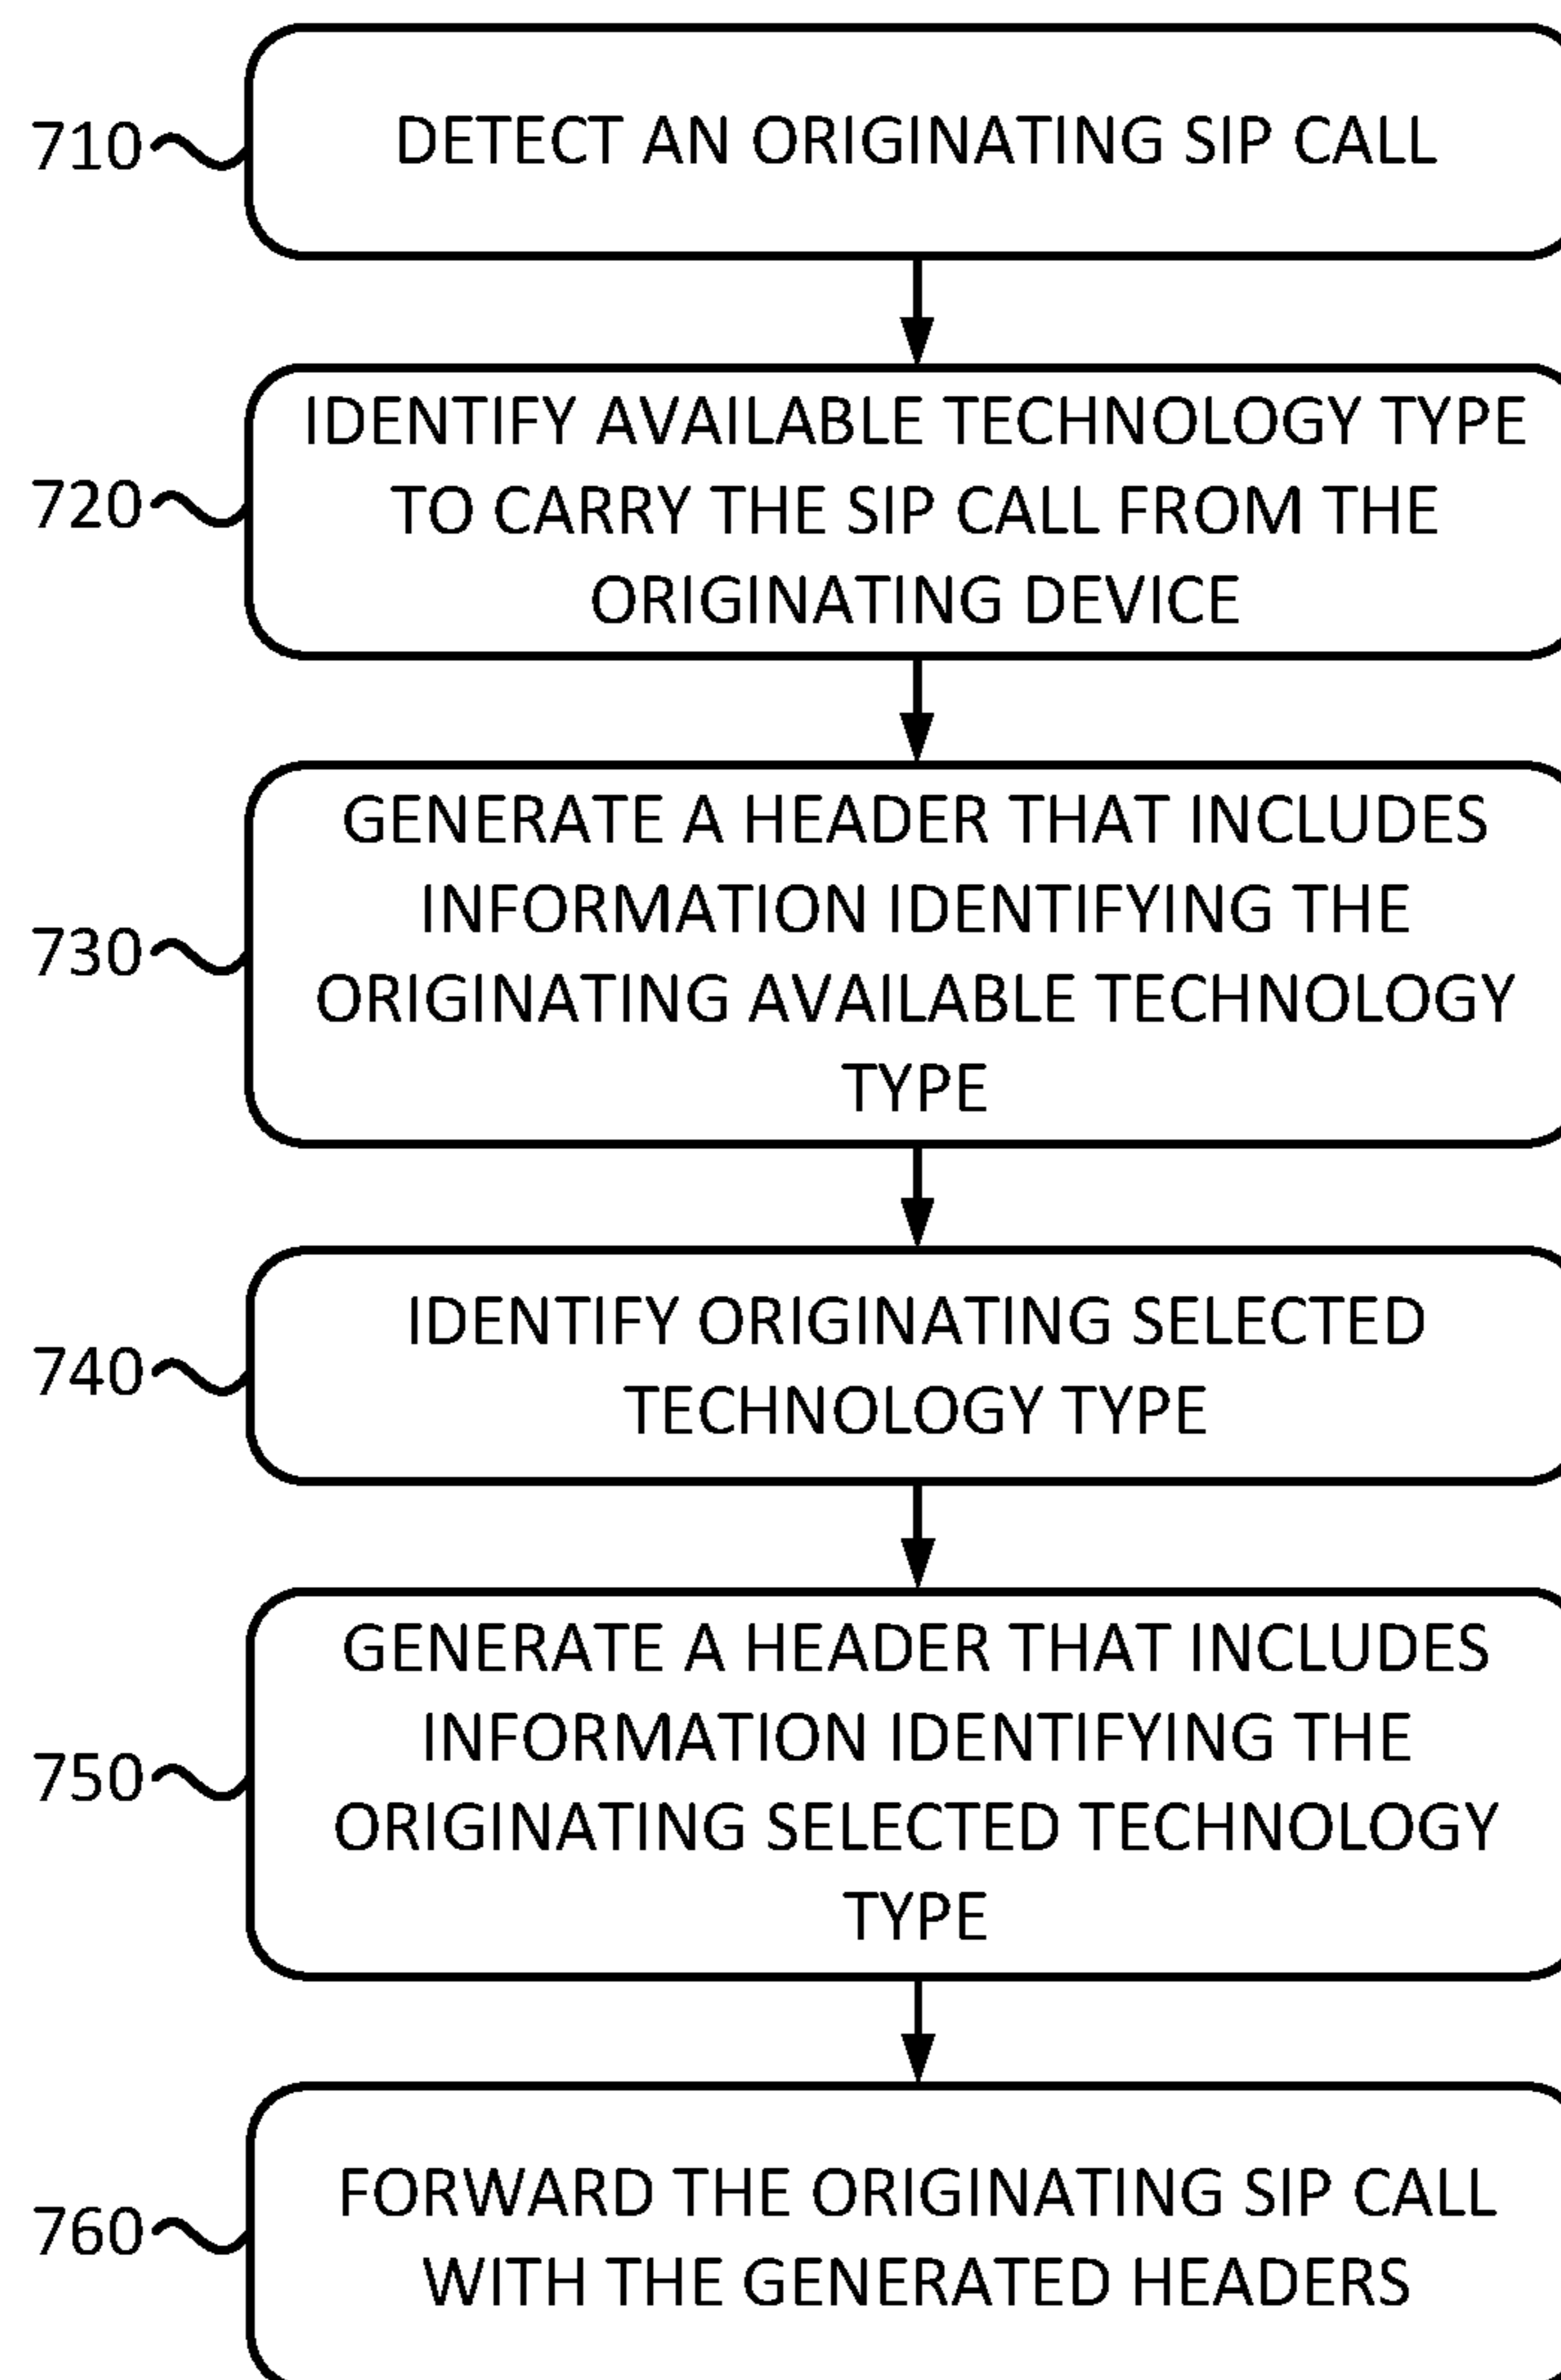 710
DETECT AN ORIGINATING SIP CALL
720
IDENTIFY AVAILABLE TECHNOLOGY TYPE
TO CARRY THE SIP CALL FROM THE
ORIGINATING DEVICE
730
GENERATE A HEADER THAT INCLUDES
INFORMATION IDENTIFYING THE
ORIGINATING AVAILABLE TECHNOLOGY
TYPE
740
IDENTIFY ORIGINATING SELECTED
TECHNOLOGY TYPE
750
GENERATE A HEADER THAT INCLUDES
INFORMATION IDENTIFYING THE
ORIGINATING SELECTED TECHNOLOGY
TYPE
760
FORWARD THE ORIGINATING SIP CALL
WITH THE GENERATED HEADERS